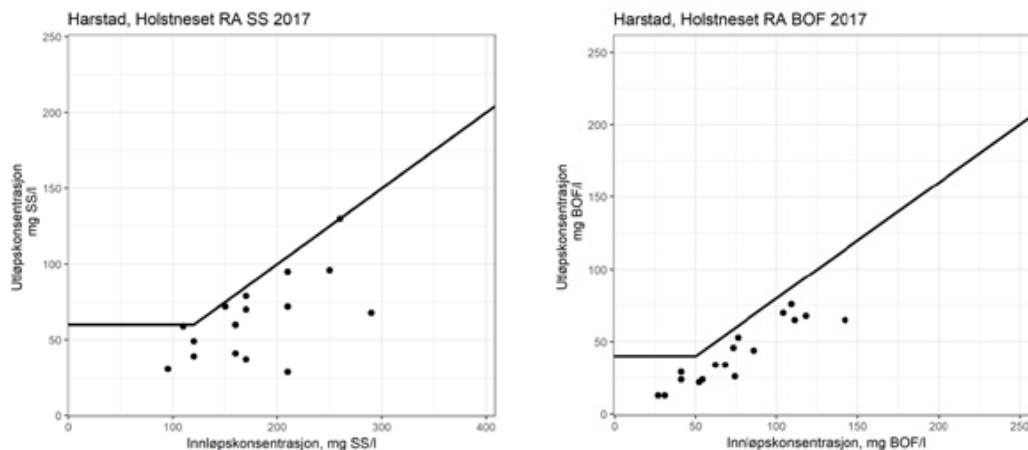 Harstad, Holstneset RA SS 2017
250
200
150
100
50
0
0 100 200 300 400
Utløpskonsentrasjon
mg SS/l
Innløpskonsentrasjon, mg SS/l
Harstad, Holstneset RA BOF 2017
250
200
150
100
50
0
0 50 100 150 200 250
Utløpskonsentrasjon
mg BOF/l
Innløpskonsentrasjon, mg BOF/l